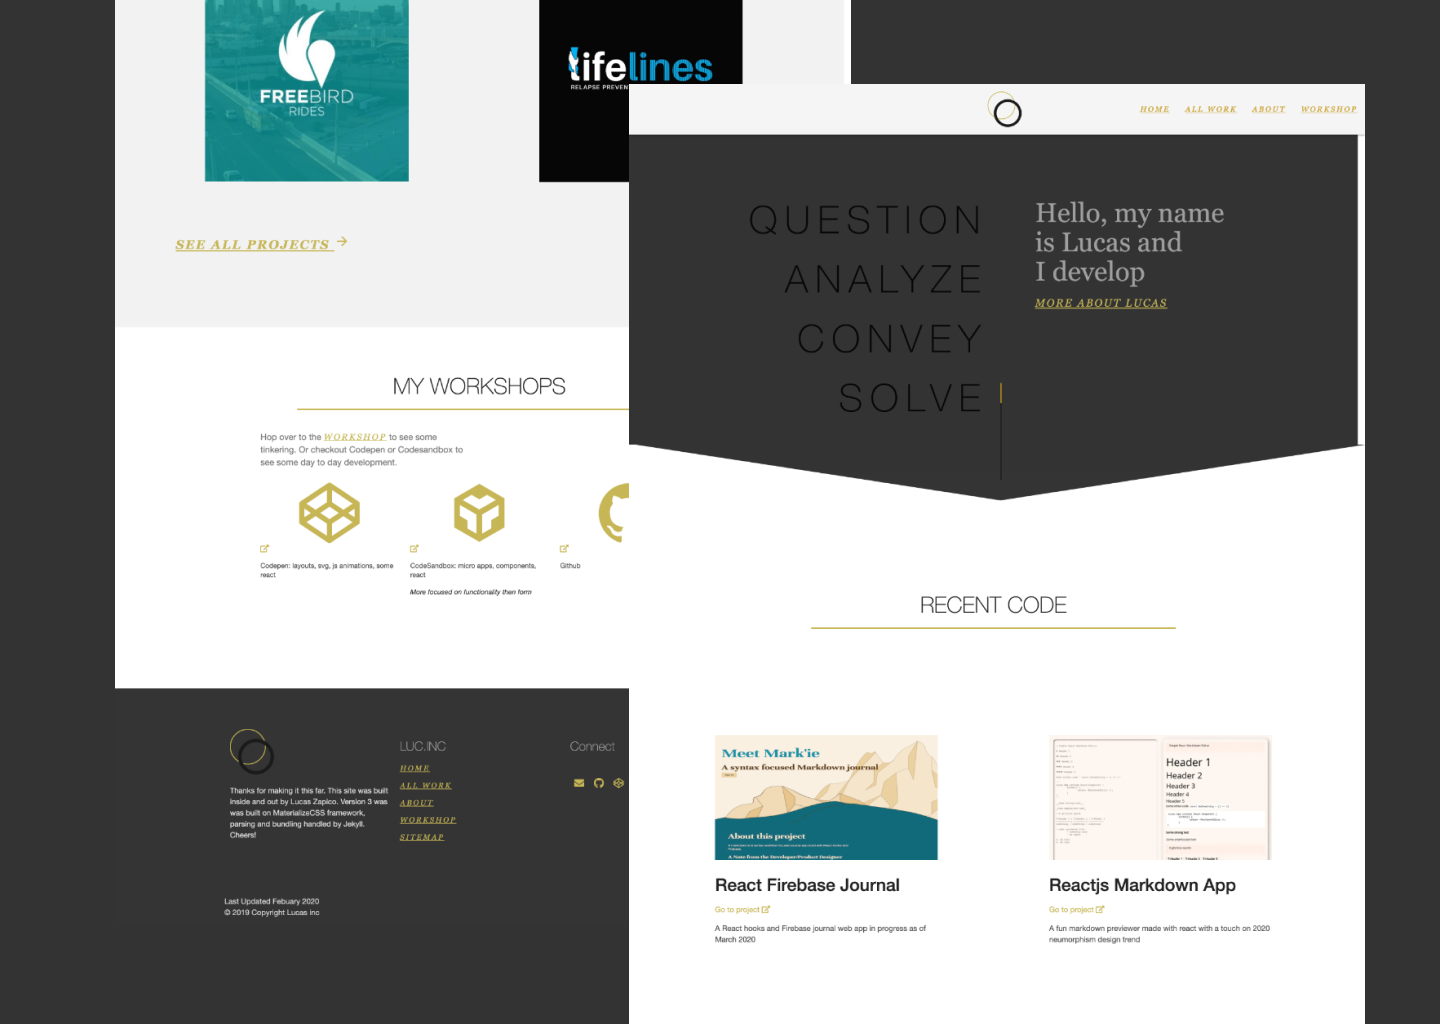 FREEBIRD
RIDES
lifelines
RELAPSE PREVEN
SEE ALL PROJECTS
MY WORKSHOPS
Hop over to the WORKSHOP to see some
tinkering. Or checkout Codepen or Codesandbox to
see some day to day development.
Codepen: layouts, svg, js animations, some
react
CodeSandbox: micro apps, components,
react
More focused on functionality then form
Github
Thanks for making it this far. This site was built
inside and out by Lucas Zapico. Version 3 was
was built on MaterializeCSS framework,
parsing and bundling handled by Jekyll.
Cheers!
LUC.INC
HOME
ALL WORK
ABOUT
WORKSHOP
SITEMAP
Connect
Last Updated Febuary 2020
© 2019 Copyright Lucas inc
HOME ALL WORK ABOUT WORKSHOP
QUESTION
ANALYZE
CONVEY
SOLVE
Hello, my name
is Lucas and
I develop
MORE ABOUT LUCAS
RECENT CODE
Meet Mark'ie
A syntax focused Markdown journal
About this project
A Note from the Developer/Product Designer
React Firebase Journal
Go to project
A React hooks and Firebase journal web app in progress as of
March 2020
Header 1
Header 2
Header 3
Header 4
Header 5
Reactjs Markdown App
Go to project
A fun markdown previewer made with react with a touch on 2020
neumorphism design trend